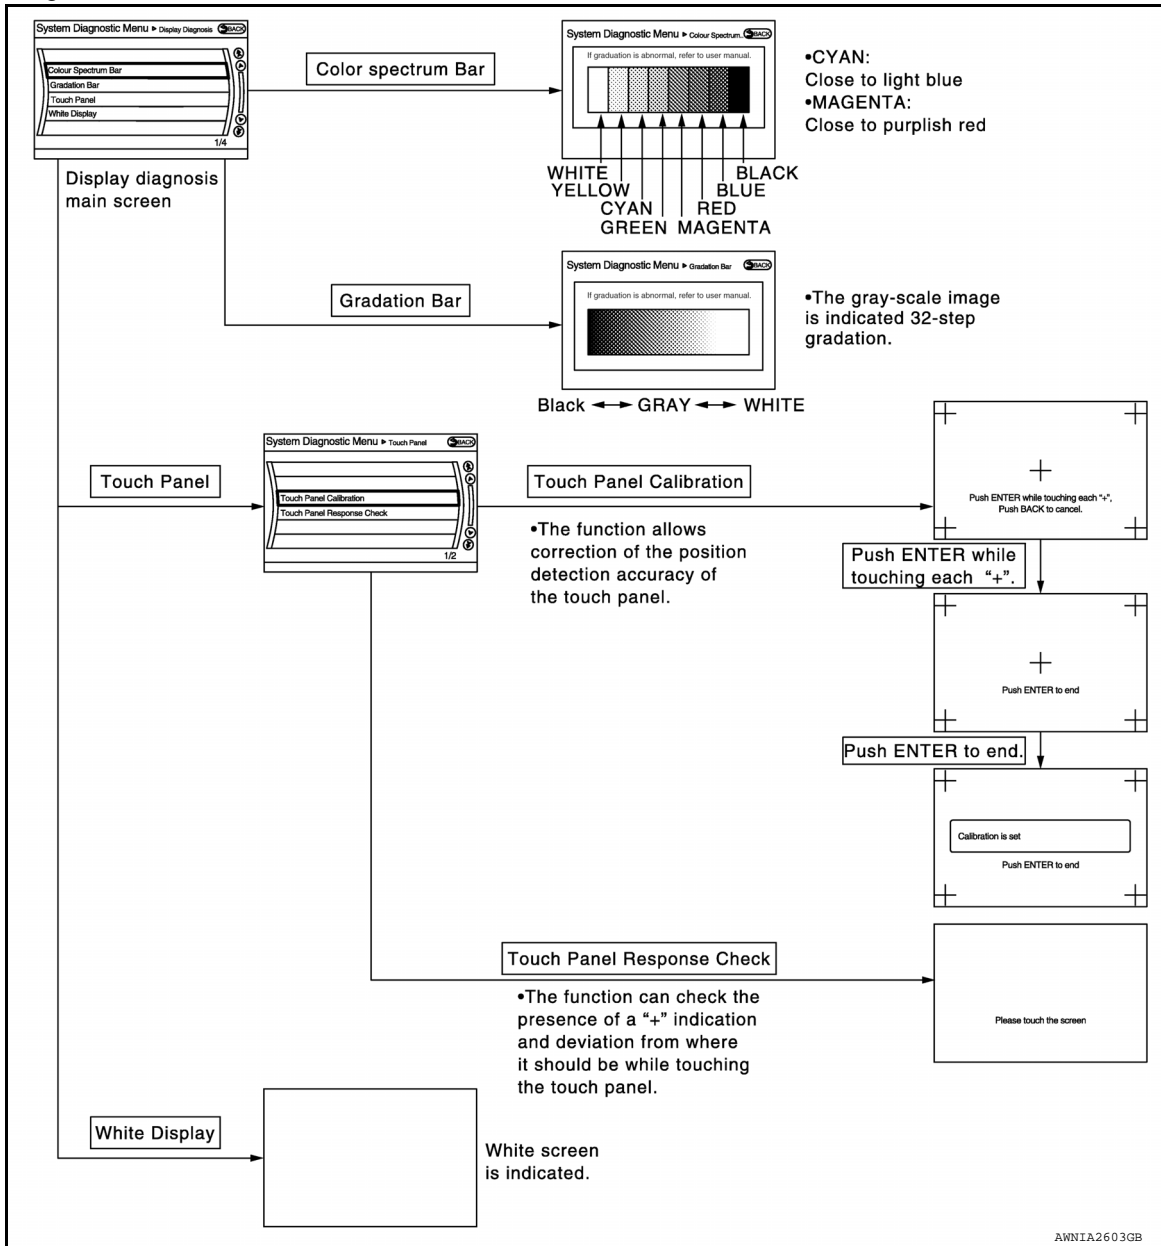 System Diagnostic Menu ▶ Display Diagnosis BACK
Colour Spectrum Bar
Gradation Bar
Touch Panel
White Display
1/4
Display diagnosis
main screen
Color spectrum Bar
System Diagnostic Menu ▶ Colour Spectrum.. BACK
If graduation is abnormal, refer to user manual.
WHITE BLACK
YELLOW BLUE
CYAN RED
GREEN MAGENTA
•CYAN:
Close to light blue
•MAGENTA:
Close to purplish red
Gradation Bar
System Diagnostic Menu ▶ Gradation Bar BACK
If graduation is abnormal, refer to user manual.
Black ↔ GRAY ↔ WHITE
•The gray-scale image
is indicated 32-step
gradation.
Touch Panel
System Diagnostic Menu ▶ Touch Panel BACK
Touch Panel Calibration
Touch Panel Response Check
1/2
Touch Panel Calibration
•The function allows
correction of the position
detection accuracy of
the touch panel.
Push ENTER while touching each “+”,
Push BACK to cancel.
Push ENTER while
touching each “+”.
Push ENTER to end
Push ENTER to end.
Calibration is set
Push ENTER to end
Touch Panel Response Check
•The function can check the
presence of a “+” indication
and deviation from where
it should be while touching
the touch panel.
Please touch the screen
White Display
White screen
is indicated.
AWNIA2603GB